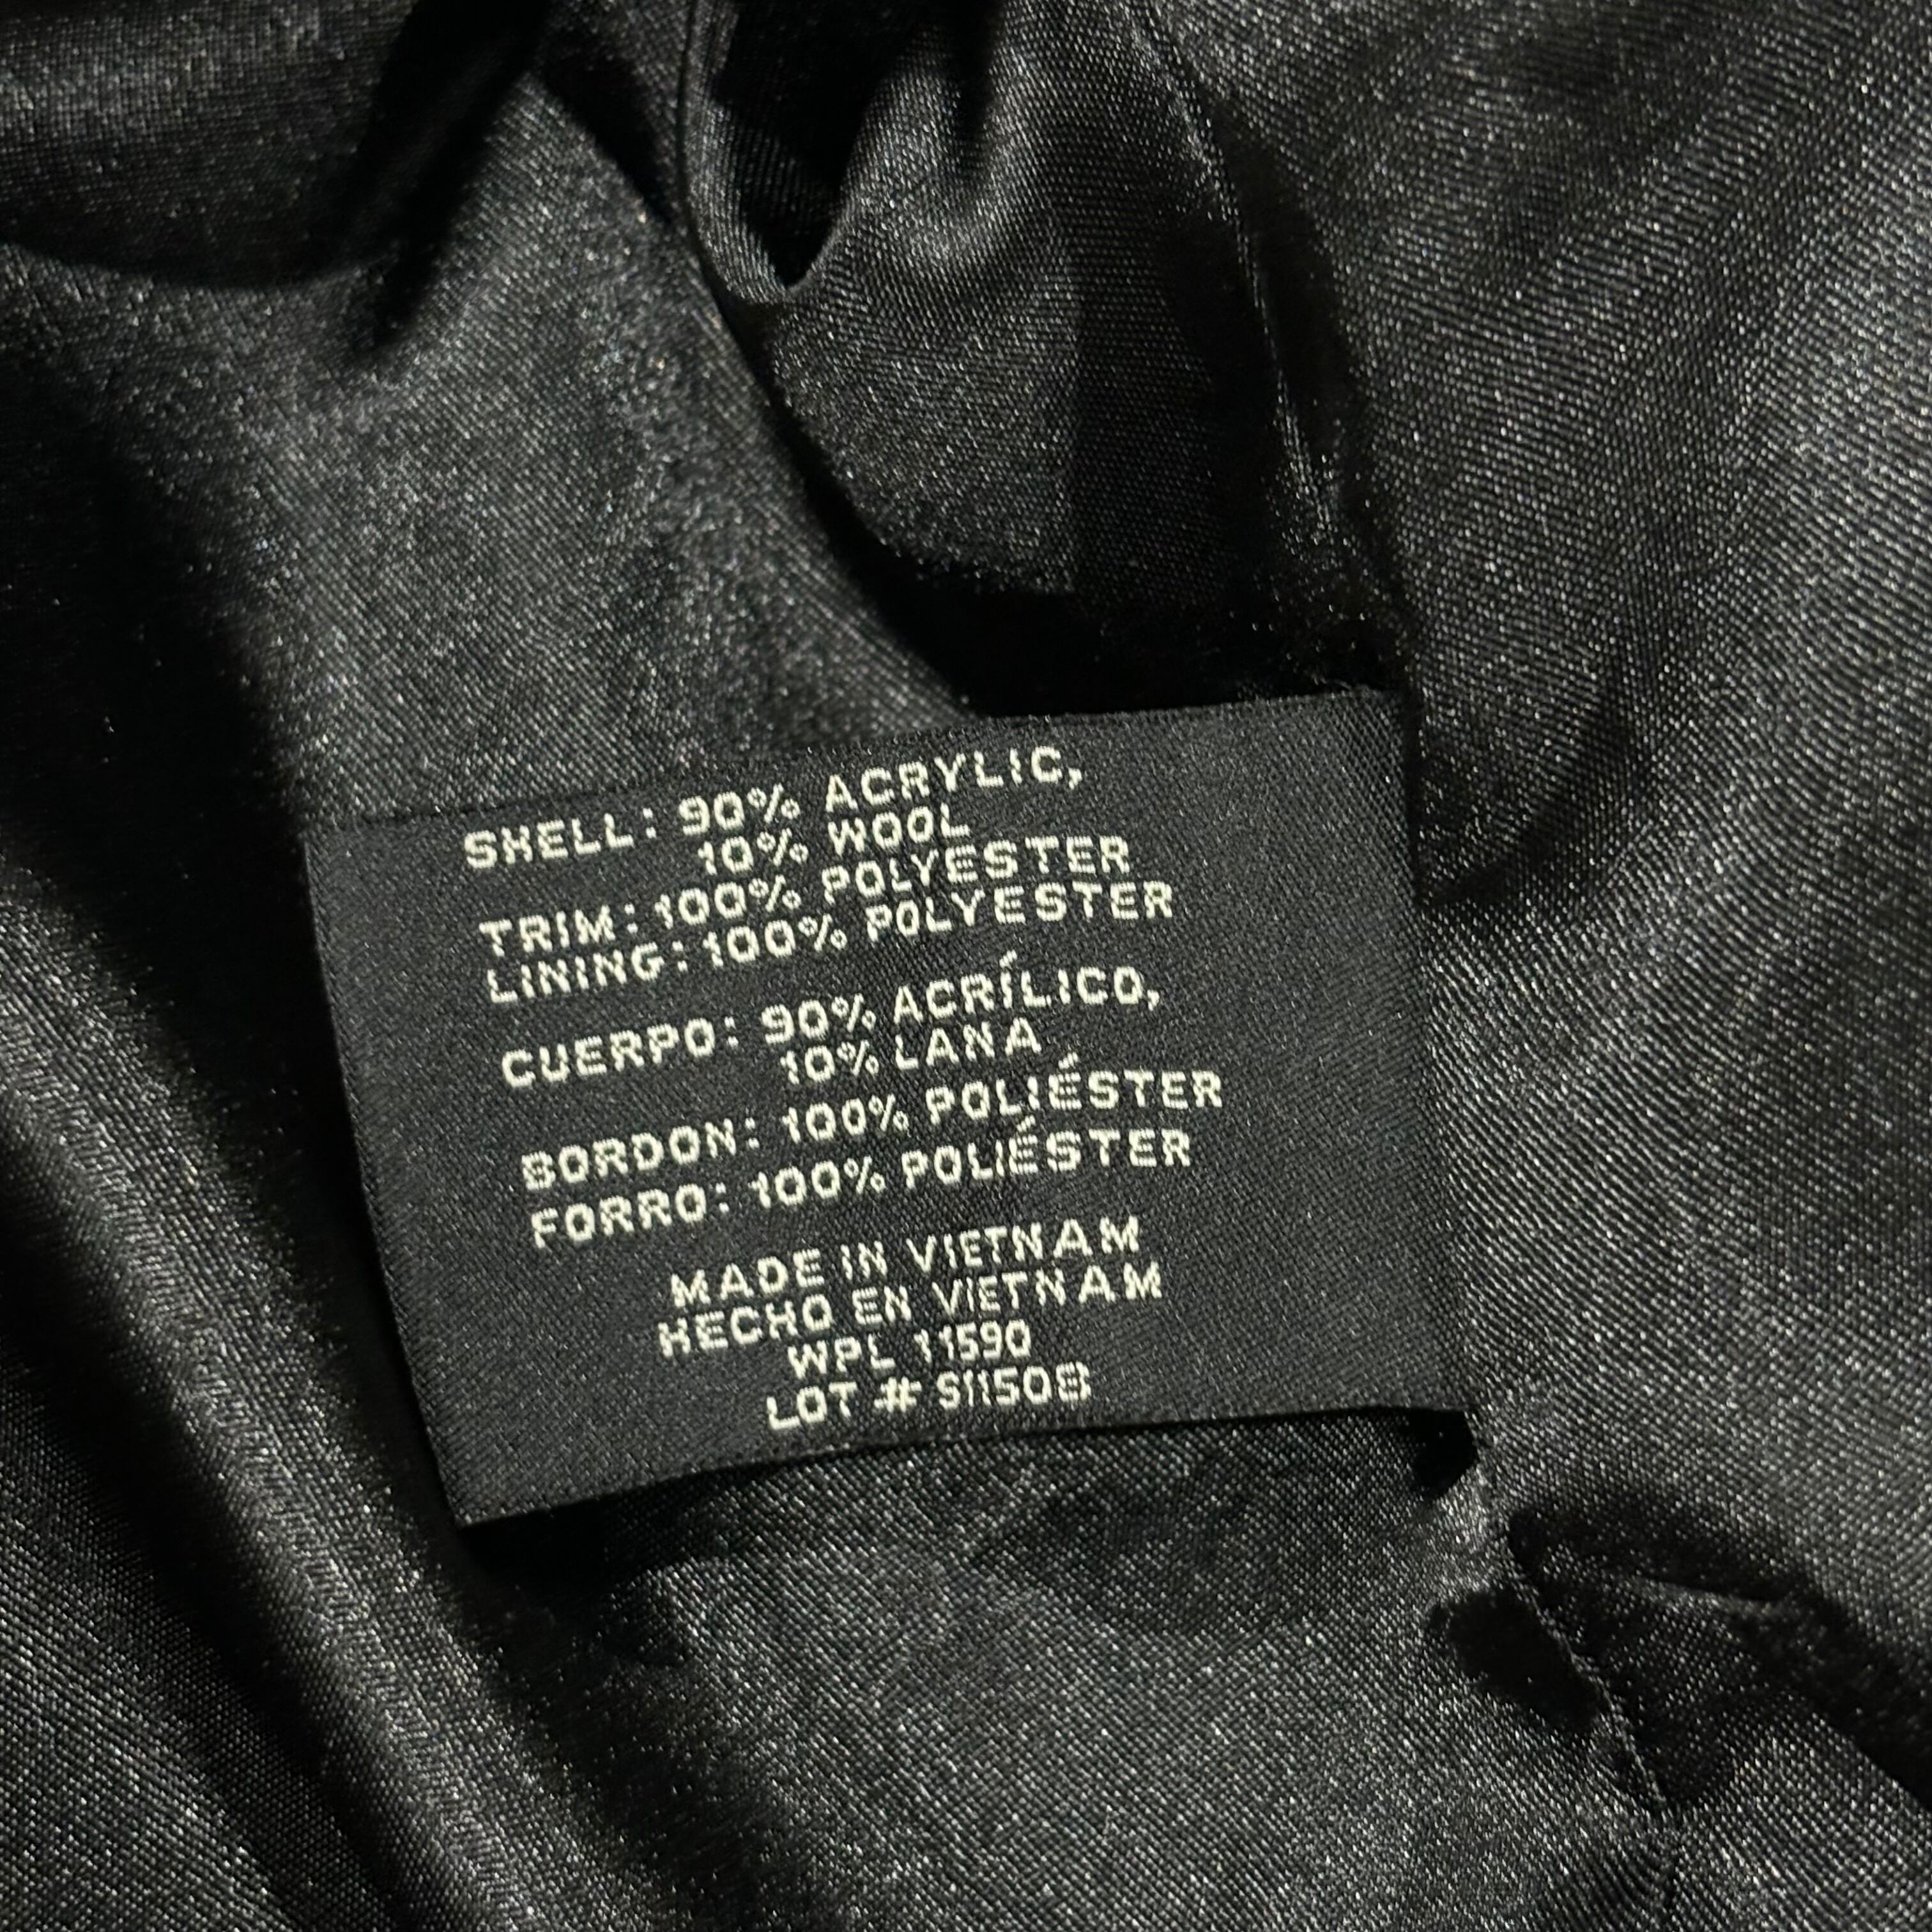 SHELL: 90% ACRYLIC,
10% WOOL
TRIM: 100% POLYESTER
LINING: 100% POLYESTER
CUERPO: 90% ACRÍLICO,
10% LANA
BORDON: 100% POLIÉSTER
FORRO: 100% POLIÉSTER
MADE IN VIETNAM
HECHO EN VIETNAM
WPL 11590
LOT # S11508